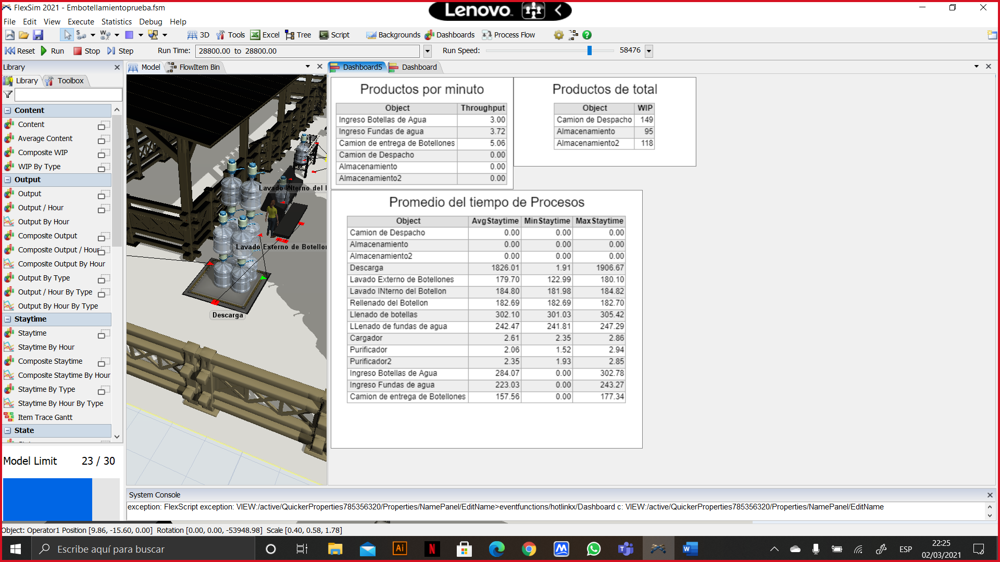 FlexSim 2021 - Embotellamientoprueba.fsm
Lenovo
File Edit View Execute Statistics Debug Help
3D Tools Excel Tree Script Backgrounds Dashboards Process Flow
Reset Run Stop Step Run Time: 28800.00 to 28800.00 Run Speed: 58476
Library
Library Toolbox
Content
Content
Average Content
Composite WIP
WIP By Type
Output
Output
Output / Hour
Output By Hour
Composite Output
Composite Output / Hour
Composite Output By Hour
Output By Type
Output / Hour By Type
Output By Hour By Type
Staytime
Staytime
Staytime By Hour
Composite Staytime
Composite Staytime By Hour
Staytime By Type
Staytime By Hour By Type
Item Trace Gantt
State
Model Limit 23 / 30
Model FlowItem Bin
Lavado INterno del
Lavado Externo de Botellon
Descarga
Dashboard5 Dashboard
Productos por minuto
Object Throughput
Ingreso Botellas de Agua 3.00
Ingreso Fundas de agua 3.72
Camion de entrega de Botellones 5.06
Camion de Despacho 0.00
Almacenamiento 0.00
Almacenamiento2 0.00
Productos de total
Object WIP
Camion de Despacho 149
Almacenamiento 95
Almacenamiento2 118
Promedio del tiempo de Procesos
Object AvgStaytime MinStaytime MaxStaytime
Camion de Despacho 0.00 0.00 0.00
Almacenamiento 0.00 0.00 0.00
Almacenamiento2 0.00 0.00 0.00
Descarga 1826.01 1.91 1906.67
Lavado Externo de Botellones 179.70 122.99 180.10
Lavado INterno del Botellon 184.80 181.98 184.82
Rellenado del Botellon 182.69 182.69 182.70
Llenado de botellas 302.10 301.03 305.42
LLenado de fundas de agua 242.47 241.81 247.29
Cargador 2.61 2.35 2.86
Purificador 2.06 1.52 2.94
Purificador2 2.35 1.93 2.85
Ingreso Botellas de Agua 284.07 0.00 302.78
Ingreso Fundas de agua 223.03 0.00 243.27
Camion de entrega de Botellones 157.56 0.00 177.34
System Console
exception: FlexScript exception: VIEW:/active/QuickerProperties785356320/Properties/NamePanel/EditName>eventfunctions/hotlinkx/Dashboard c: VIEW:/active/QuickerProperties785356320/Properties/NamePanel/EditName
Object: Operator1 Position [9.86, -15.60, 0.00] Rotation [0.00, 0.00, -53948.98] Scale [0.40, 0.58, 1.78]
Escribe aquí para buscar
ESP
22:25
02/03/2021